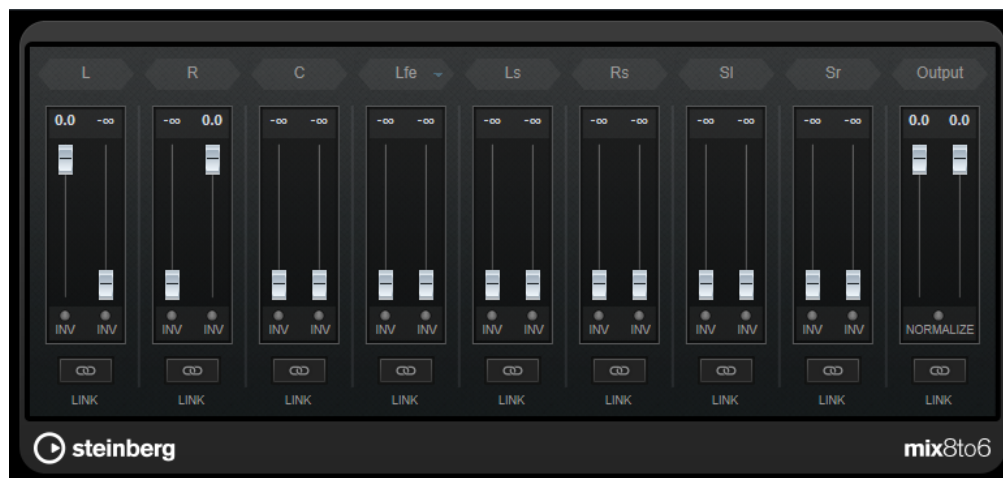 L R C Lfe Ls Rs Sl Sr Output
0.0 -∞ -∞ 0.0 -∞ -∞ -∞ -∞ -∞ -∞ -∞ -∞ -∞ -∞ -∞ -∞ 0.0 0.0
INV INV INV INV INV INV INV INV INV INV INV INV INV INV INV INV NORMALIZE
LINK LINK LINK LINK LINK LINK LINK LINK LINK
steinberg mix8to6